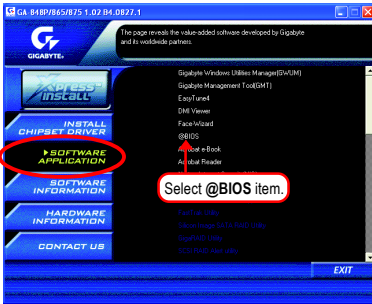 GA-848P/865/875 1.02 B4.0827.1
The page reveals the value-added software developed by Gigabyte
and its worldwide partners.
GIGABYTE
Xpress
Install
INSTALL
CHIPSET DRIVER
SOFTWARE
APPLICATION
SOFTWARE
INFORMATION
HARDWARE
INFORMATION
CONTACT US
Gigabyte Windows Utilities Manager(GWUM)
Gigabyte Management Tool(GMT)
EasyTune4
DMI Viewer
Face Wizard
@BIOS
Acrobat e-Book
Acrobat Reader
Select @BIOS item.
EXIT